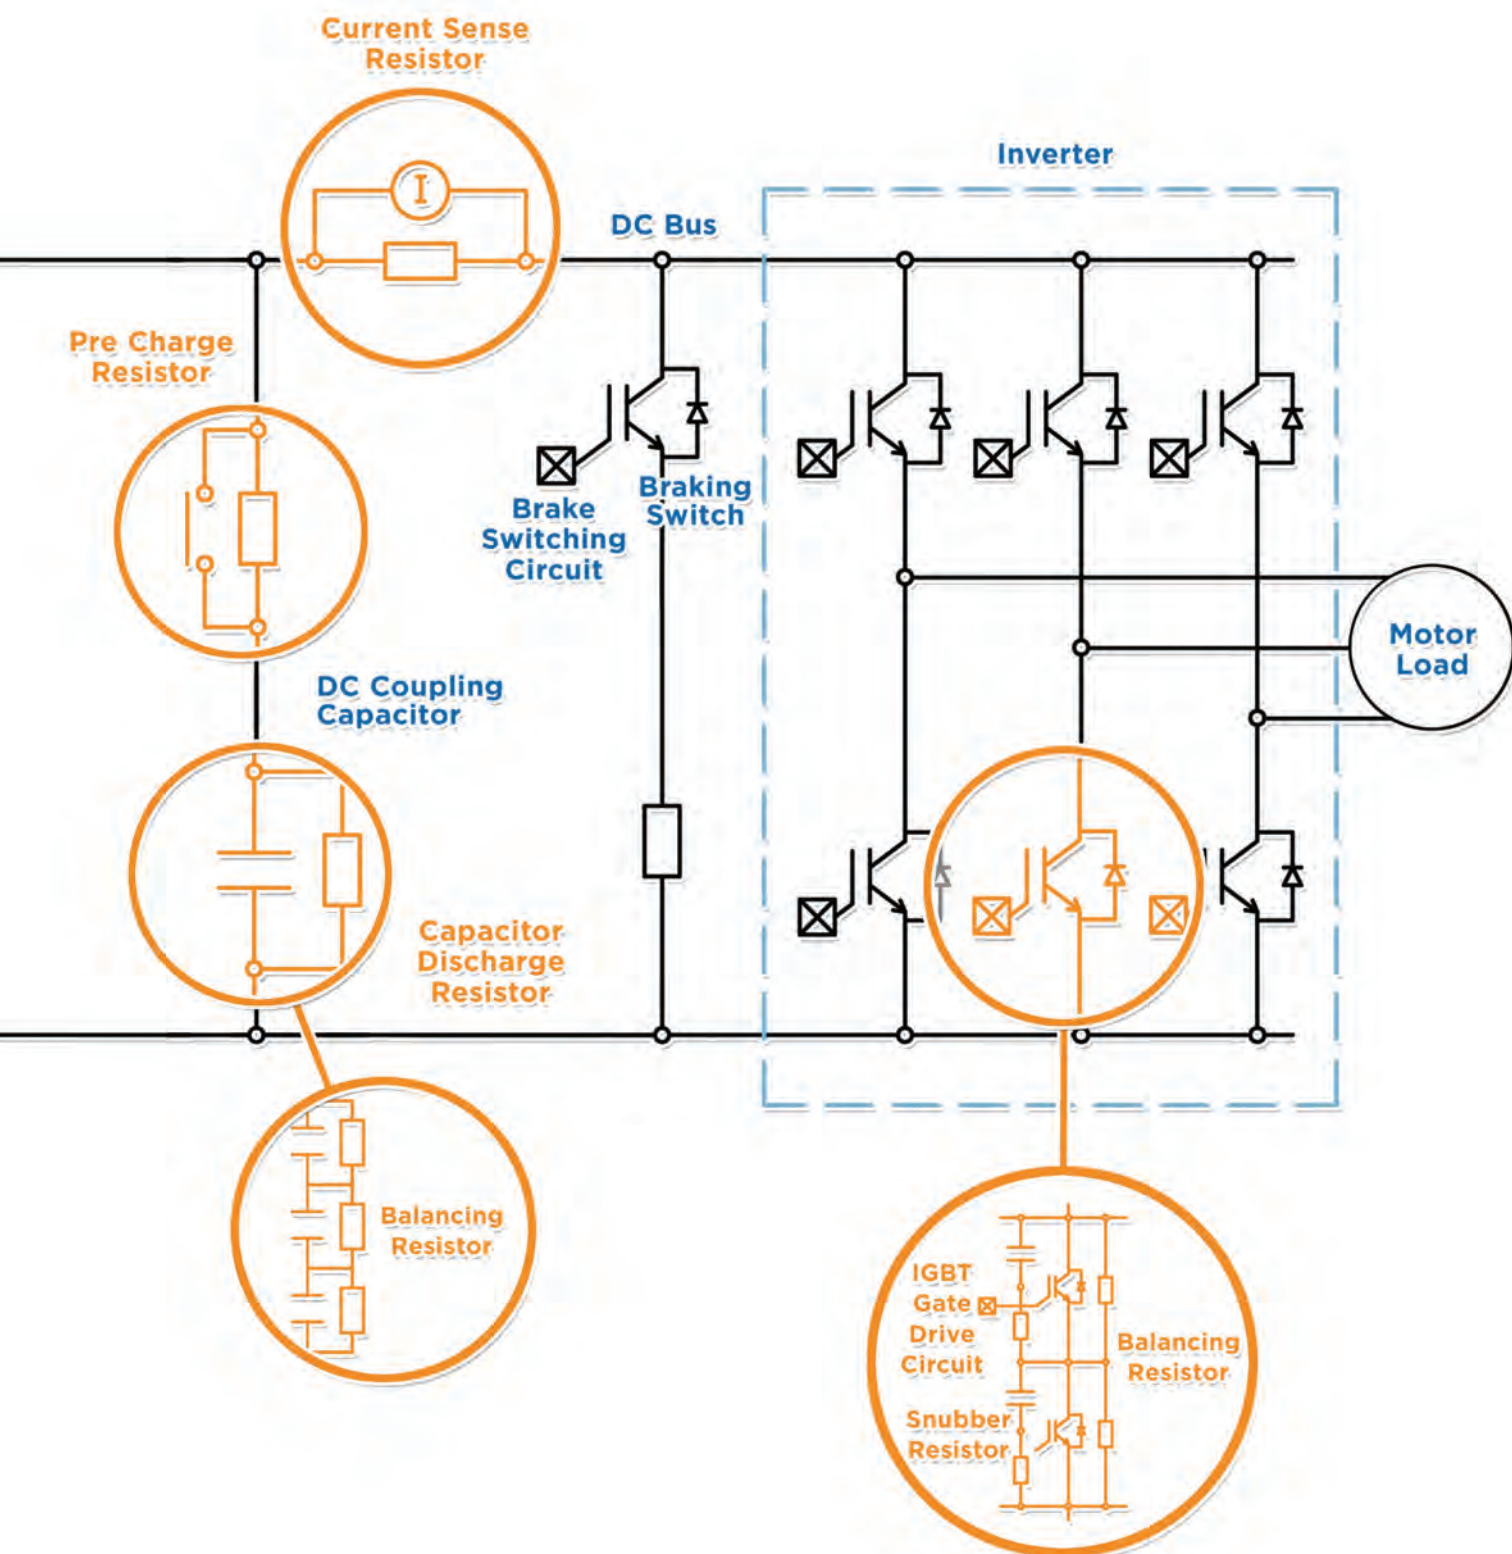 Current Sense
Resistor
I
Inverter
DC Bus
Pre Charge
Resistor
Braking
Switch
Brake
Switching
Circuit
Motor
Load
DC Coupling
Capacitor
Capacitor
Discharge
Resistor
Balancing
Resistor
IGBT
Gate
Drive
Circuit
Balancing
Resistor
Snubber
Resistor